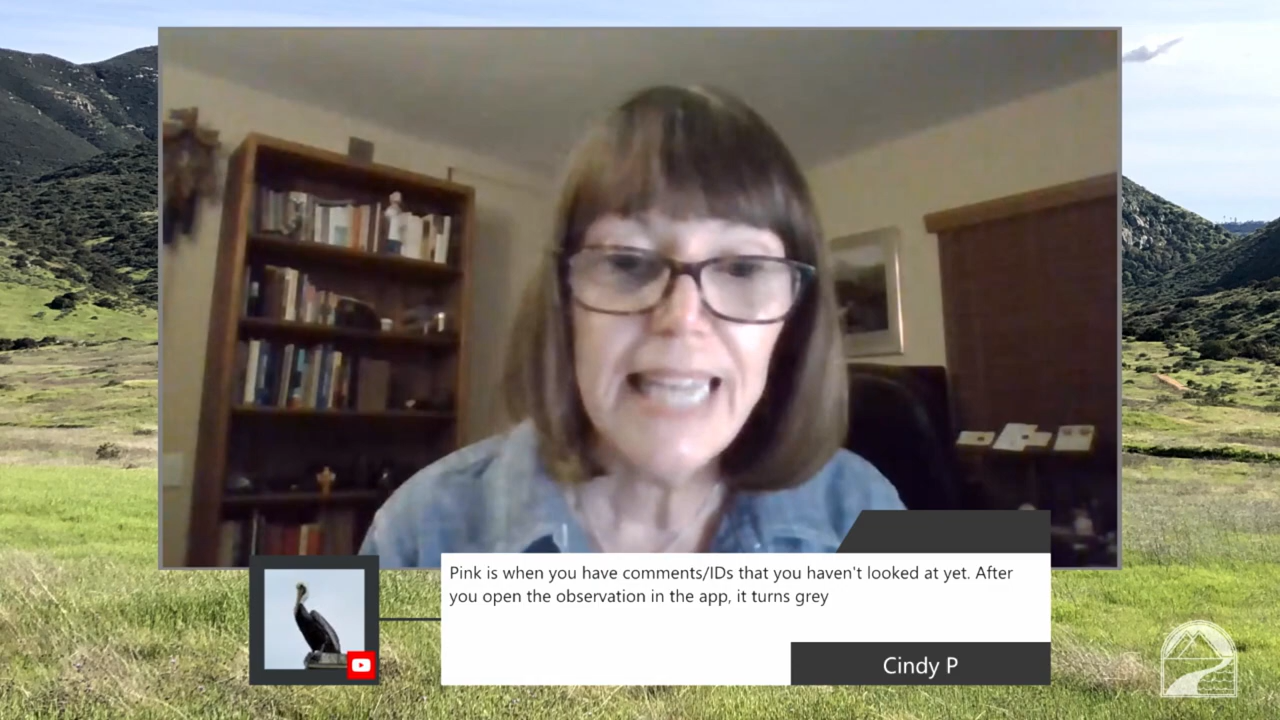 Pink is when you have comments/IDs that you haven't looked at yet. After
you open the observation in the app, it turns grey
Cindy P